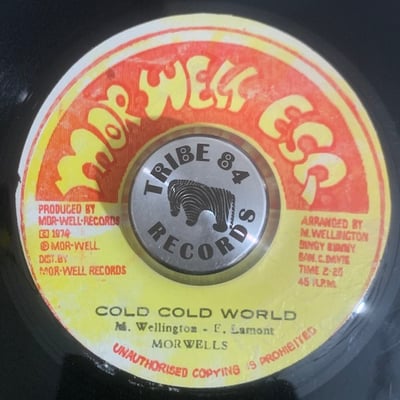 MOR WELL ESQ.
TRIBE 84
RECORDS
PRODUCED BY
MOR-WELL-RECORDS
© 1974
℗ MOR-WELL
DIST. BY
MOR-WELL RECORDS
ARRANGED BY
M. WELLINGTON
BINGY BUNNY
BAN. C. DAVIS
TIME 2-25
45 R.P.M.
COLD COLD WORLD
M. Wellington - F. Lamont
MORWELLS
UNAUTHORISED COPYING IS PROHIBITED